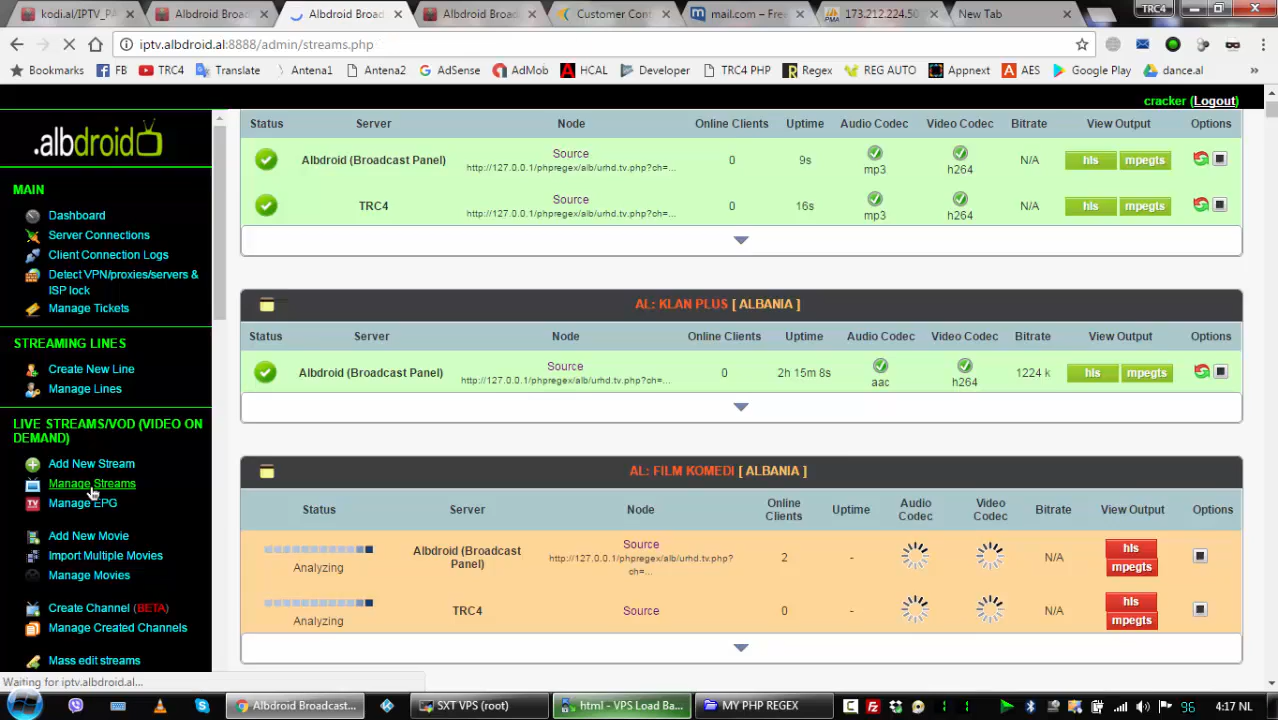 kodi.al/IPTV_PA
Albdroid Broad
Albdroid Broad
Albdroid Broad
Customer Cont
mail.com – Free
173.212.224.50
New Tab
TRC4
iptv.albdroid.al:8888/admin/streams.php
Bookmarks
FB
TRC4
Translate
Antena1
Antena2
AdSense
AdMob
HCAL
Developer
TRC4 PHP
Regex
REG AUTO
Appnext
AES
Google Play
dance.al
»
cracker (Logout)
.albdroid
MAIN
Dashboard
Server Connections
Client Connection Logs
Detect VPN/proxies/servers &
ISP lock
Manage Tickets
STREAMING LINES
Create New Line
Manage Lines
LIVE STREAMS/VOD (VIDEO ON
DEMAND)
Add New Stream
Manage Streams
Manage EPG
Add New Movie
Import Multiple Movies
Manage Movies
Create Channel (BETA)
Manage Created Channels
Mass edit streams
Status Server Node Online Clients Uptime Audio Codec Video Codec Bitrate View Output Options
Albdroid (Broadcast Panel) Source 0 9s mp3 h264 N/A hls mpegts
http://127.0.0.1/phpregex/alb/urhd.tv.php?ch=...
TRC4 Source 0 16s mp3 h264 N/A hls mpegts
http://127.0.0.1/phpregex/alb/urhd.tv.php?ch=...
AL: KLAN PLUS [ ALBANIA ]
Status Server Node Online Clients Uptime Audio Codec Video Codec Bitrate View Output Options
Albdroid (Broadcast Panel) Source 0 2h 15m 8s aac h264 1224 k hls mpegts
http://127.0.0.1/phpregex/alb/urhd.tv.php?ch=...
AL: FILM KOMEDI [ ALBANIA ]
Status Server Node Online Clients Uptime Audio Codec Video Codec Bitrate View Output Options
Analyzing Albdroid (Broadcast Panel) Source 2 - N/A hls mpegts
http://127.0.0.1/phpregex/alb/urhd.tv.php?
ch=...
Analyzing TRC4 Source 0 - N/A hls mpegts
Waiting for iptv.albdroid.al...
Albdroid Broadcast...
SXT VPS (root)
html - VPS Load Ba...
MY PHP REGEX
96
4:17 NL